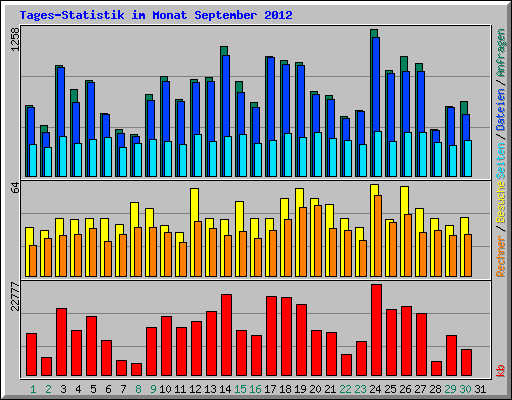 Tages-Statistik im Monat September 2012
1258
64
22777
Rechner / Besuche Seiten / Dateien / Anfragen
kb
1 2 3 4 5 6 7 8 9 10 11 12 13 14 15 16 17 18 19 20 21 22 23 24 25 26 27 28 29 30 31